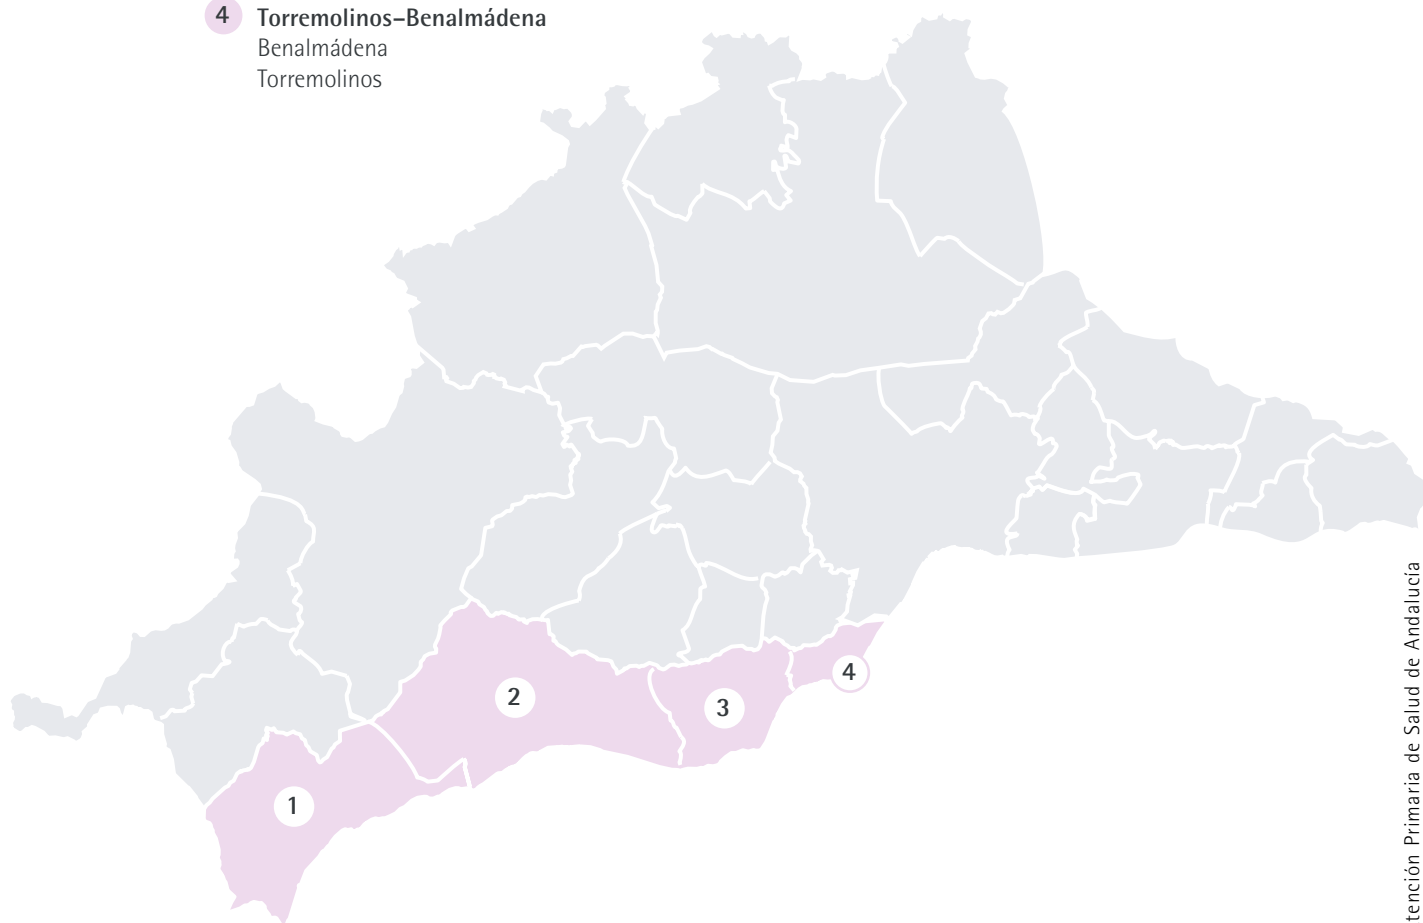 4 Torremolinos–Benalmádena
Benalmádena
Torremolinos
2
4
3
1
tención Primaria de Salud de Andalucía